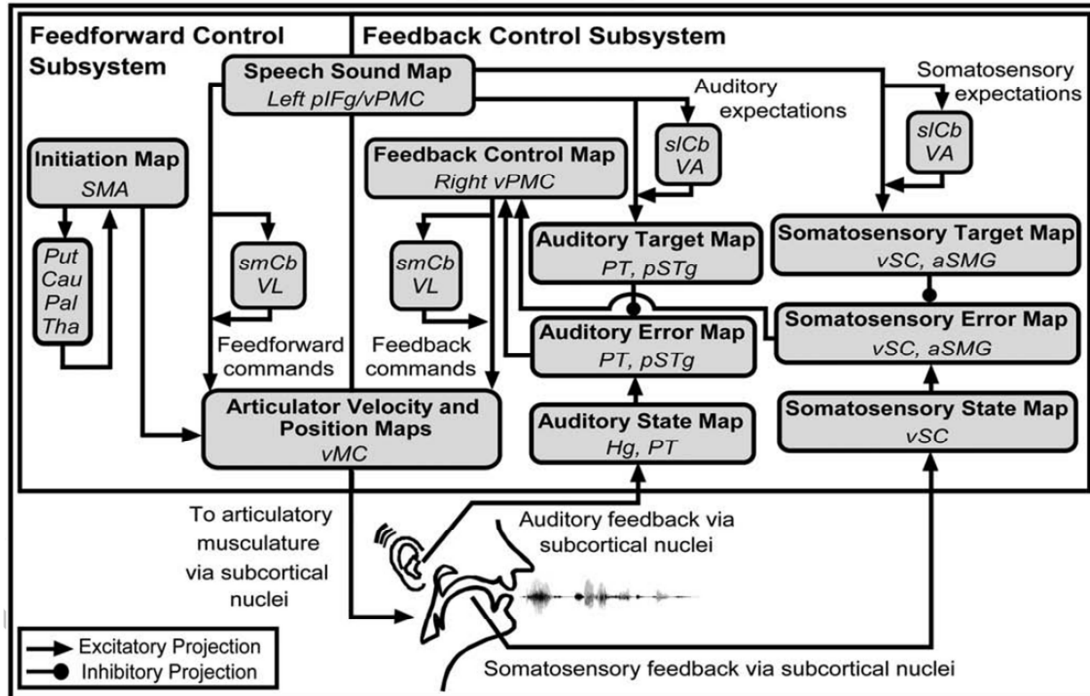 Feedforward Control
Subsystem
Feedback Control Subsystem
Speech Sound Map
Left pIFg/vPMC
Auditory
expectations
Somatosensory
expectations
slCb
VA
slCb
VA
Initiation Map
SMA
Feedback Control Map
Right vPMC
Put
Cau
Pal
Tha
smCb
VL
smCb
VL
Auditory Target Map
PT, pSTg
Somatosensory Target Map
vSC, aSMG
Feedforward
commands
Feedback
commands
Auditory Error Map
PT, pSTg
Somatosensory Error Map
vSC, aSMG
Articulator Velocity and
Position Maps
vMC
Auditory State Map
Hg, PT
Somatosensory State Map
vSC
To articulatory
musculature
via subcortical
nuclei
Auditory feedback via
subcortical nuclei
Excitatory Projection
Inhibitory Projection
Somatosensory feedback via subcortical nuclei